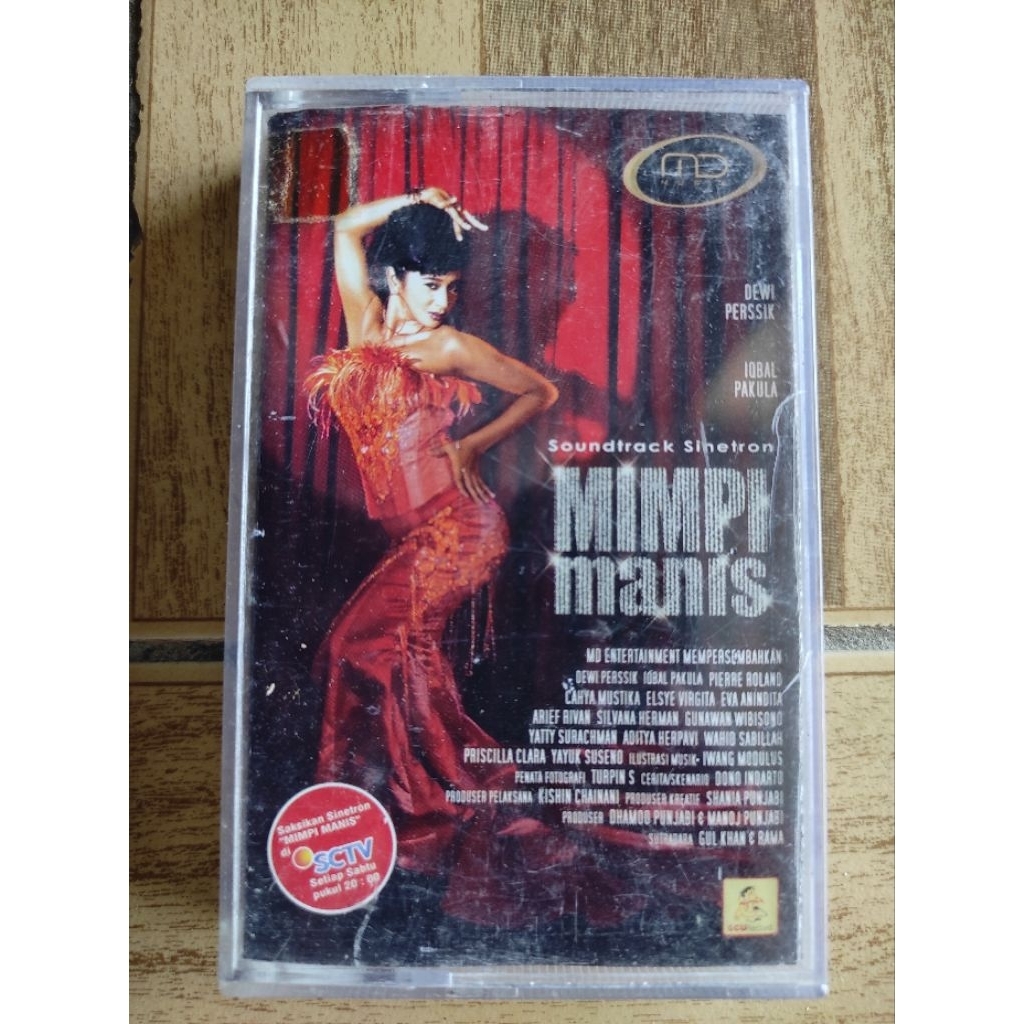 MD
DEWI
PERSSIK
IQBAL
PAKULA
Soundtrack Sinetron
MIMPI
manis
MD ENTERTAINMENT MEMPERSEMBAHKAN
DEWI PERSSIK IQBAL PAKULA PIERRE ROLAND
CAHYA MUSTIKA ELSYE VIRGITA EVA ANINDITA
ARIEF RIVAN SILVANA HERMAN GUNAWAN WIBISONO
YATTY SURACHMAN ADITYA HERPAVI WAHID SABILLAH
PRISCILLA CLARA YAYUK SUSENO ILUSTRASI MUSIK- IWANG MODULUS
PENATA FOTOGRAFI TURPIN S CERITA/SKENARIO DONO INDARTO
PRODUSER PELAKSANA KISHIN CHAINANI PRODUSER KREATIF SHANIA PUNJABI
PRODUSER DHAMOO PUNJABI & MANOJ PUNJABI
SUTRADARA GUL KHAN & RAMA
Saksikan Sinetron
"MIMPI MANIS"
di SCTV
Setiap Sabtu
pukul 20 : 00